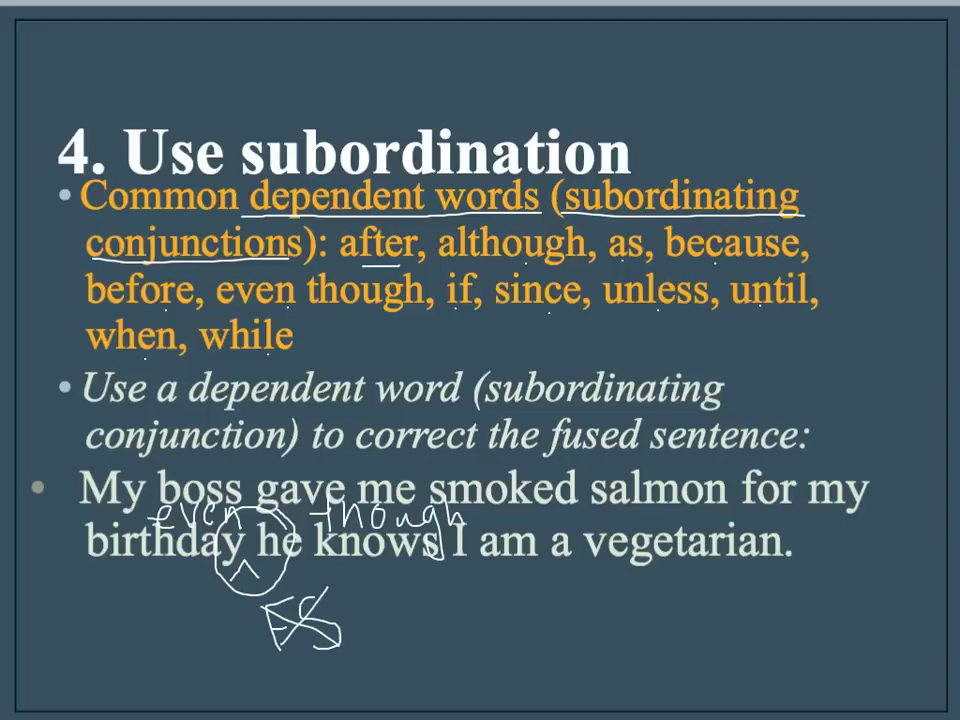 4. Use subordination
• Common dependent words (subordinating
conjunctions): after, although, as, because,
before, even though, if, since, unless, until,
when, while
• Use a dependent word (subordinating
conjunction) to correct the fused sentence:
• My boss gave me smoked salmon for my
even though
birthday he knows I am a vegetarian.
FS